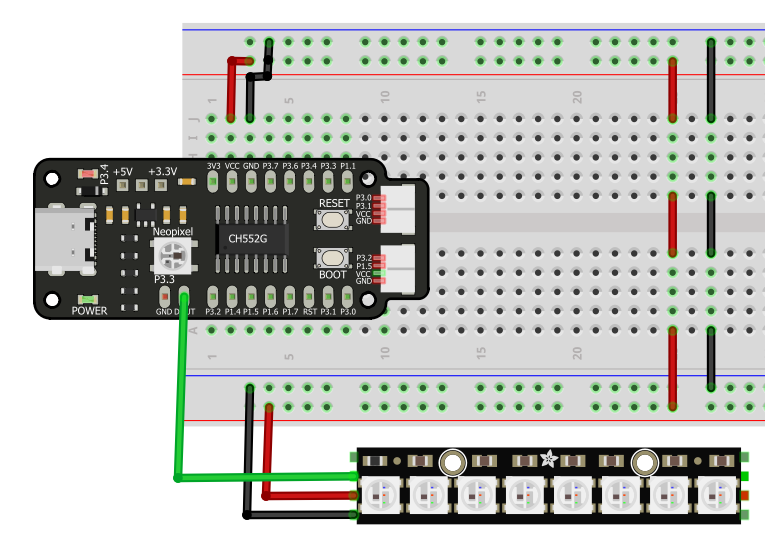 1 5 10 15 20
J
I
H
3V3 VCC GND P3.7 P3.6 P3.4 P3.3 P1.1
P3.4
+5V +3.3V
RESET
P3.0
P3.1
VCC
GND
Neopixel
CH552G
P3.3
BOOT
P3.2
P1.5
VCC
GND
POWER
GND D UT P3.2 P1.4 P1.5 P1.6 P1.7 RST P3.1 P3.0
A
1 5 10 15 20